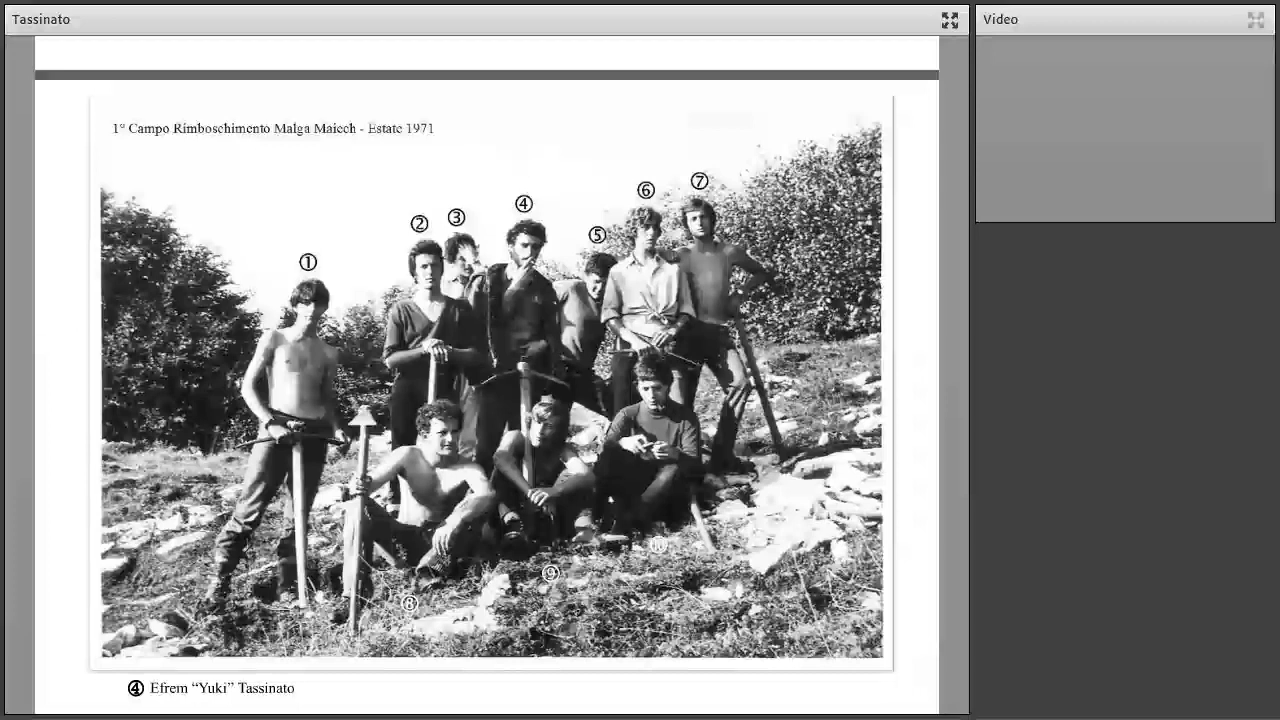 Tassinato
Video
1° Campo Rimboschimento Malga Maiech - Estate 1971
⑦
⑥
④
③
②
⑤
①
⑩
⑨
⑧
④ Efrem “Yuki” Tassinato